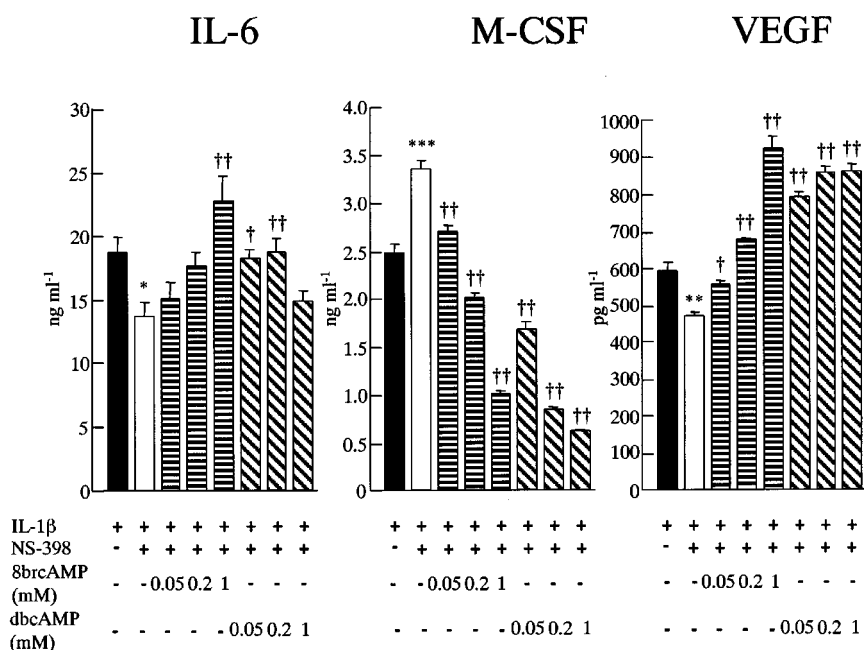 IL-6 M-CSF VEGF
30 4.0 1000
†† *** ††
900
25 3.5 †† ††
††
††
3.0 800
20 †† 700
† †† 2.5 ††
600
* †† †
15 2.0 †† ** 500
ng ml-1 ng ml-1 pg ml-1
1.5 400
10 †† 300
1.0 ††
††
5 200
0.5 100
0 0 0
IL-1β + + + + + + + + + + + + + + + + + + + + + + + +
NS-398 - + + + + + + + - + + + + + + + - + + + + + + +
8brcAMP - - 0.05 0.2 1 - - - - - 0.05 0.2 1 - - - - - 0.05 0.2 1 - - -
(mM)
dbcAMP - - - - - 0.05 0.2 1 - - - - - 0.05 0.2 1 - - - - - 0.05 0.2 1
(mM)